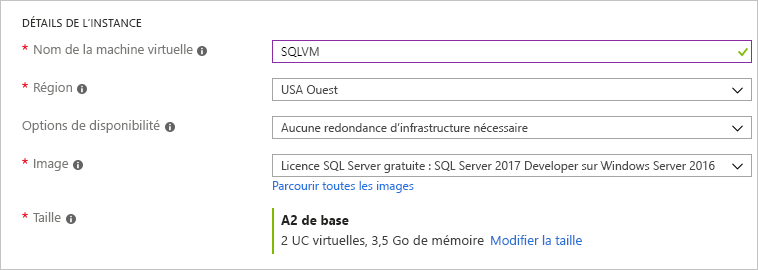 DÉTAILS DE L'INSTANCE
* Nom de la machine virtuelle
SQLVM
* Région
USA Ouest
Options de disponibilité
Aucune redondance d'infrastructure nécessaire
* Image
Licence SQL Server gratuite : SQL Server 2017 Developer sur Windows Server 2016
Parcourir toutes les images
* Taille
A2 de base
2 UC virtuelles, 3,5 Go de mémoire Modifier la taille